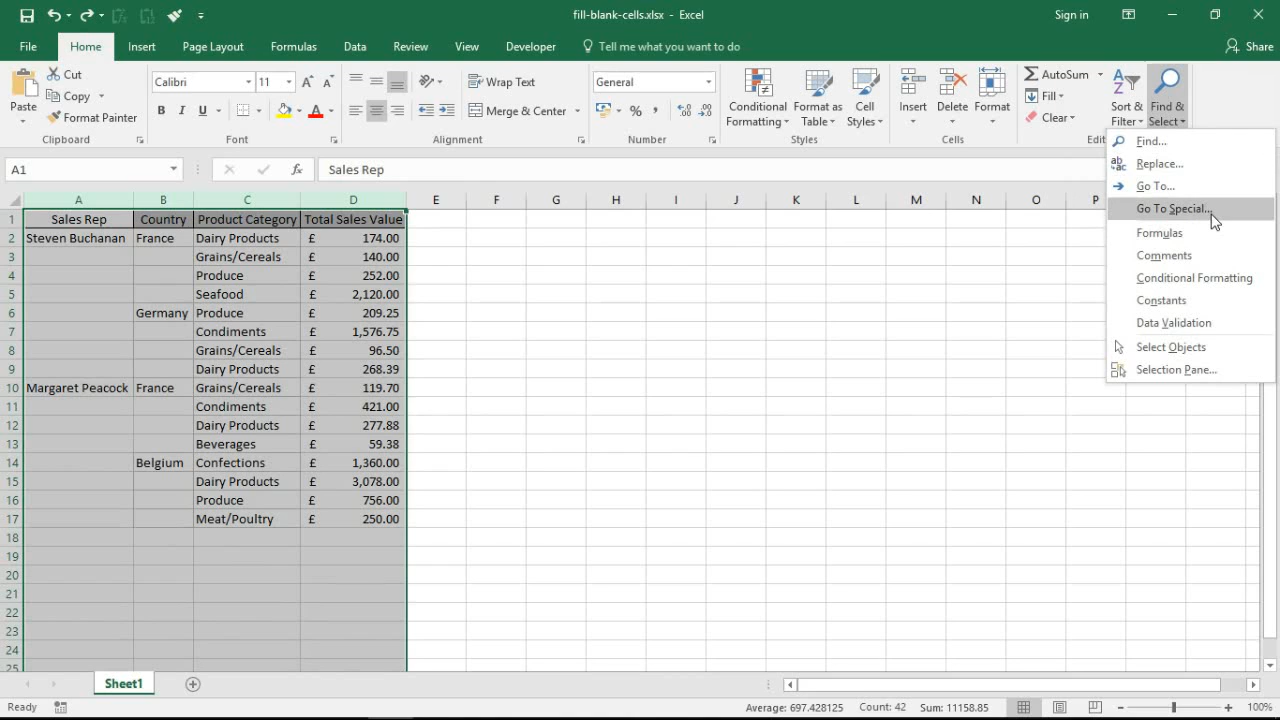 fill-blank-cells.xlsx - Excel
Sign in
File Home Insert Page Layout Formulas Data Review View Developer Tell me what you want to do Share
Paste
Cut
Copy
Format Painter
Clipboard
Calibri 11
B I U
Font
Wrap Text
Merge & Center
Alignment
General
Number
Conditional Formatting
Format as Table
Cell Styles
Styles
Insert
Delete
Format
Cells
AutoSum
Fill
Clear
Sort & Filter
Find & Select
Edit
Find...
Replace...
Go To...
Go To Special...
Formulas
Comments
Conditional Formatting
Constants
Data Validation
Select Objects
Selection Pane...
A1 fx Sales Rep
A B C D E F G H I J K L M N O P
1 Sales Rep Country Product Category Total Sales Value
2 Steven Buchanan France Dairy Products £ 174.00
3 Grains/Cereals £ 140.00
4 Produce £ 252.00
5 Seafood £ 2,120.00
6 Germany Produce £ 209.25
7 Condiments £ 1,576.75
8 Grains/Cereals £ 96.50
9 Dairy Products £ 268.39
10 Margaret Peacock France Grains/Cereals £ 119.70
11 Condiments £ 421.00
12 Dairy Products £ 277.88
13 Beverages £ 59.38
14 Belgium Confections £ 1,360.00
15 Dairy Products £ 3,078.00
16 Produce £ 756.00
17 Meat/Poultry £ 250.00
18
19
20
21
22
23
24
25
Sheet1
Ready Average: 697.428125 Count: 42 Sum: 11158.85 100%